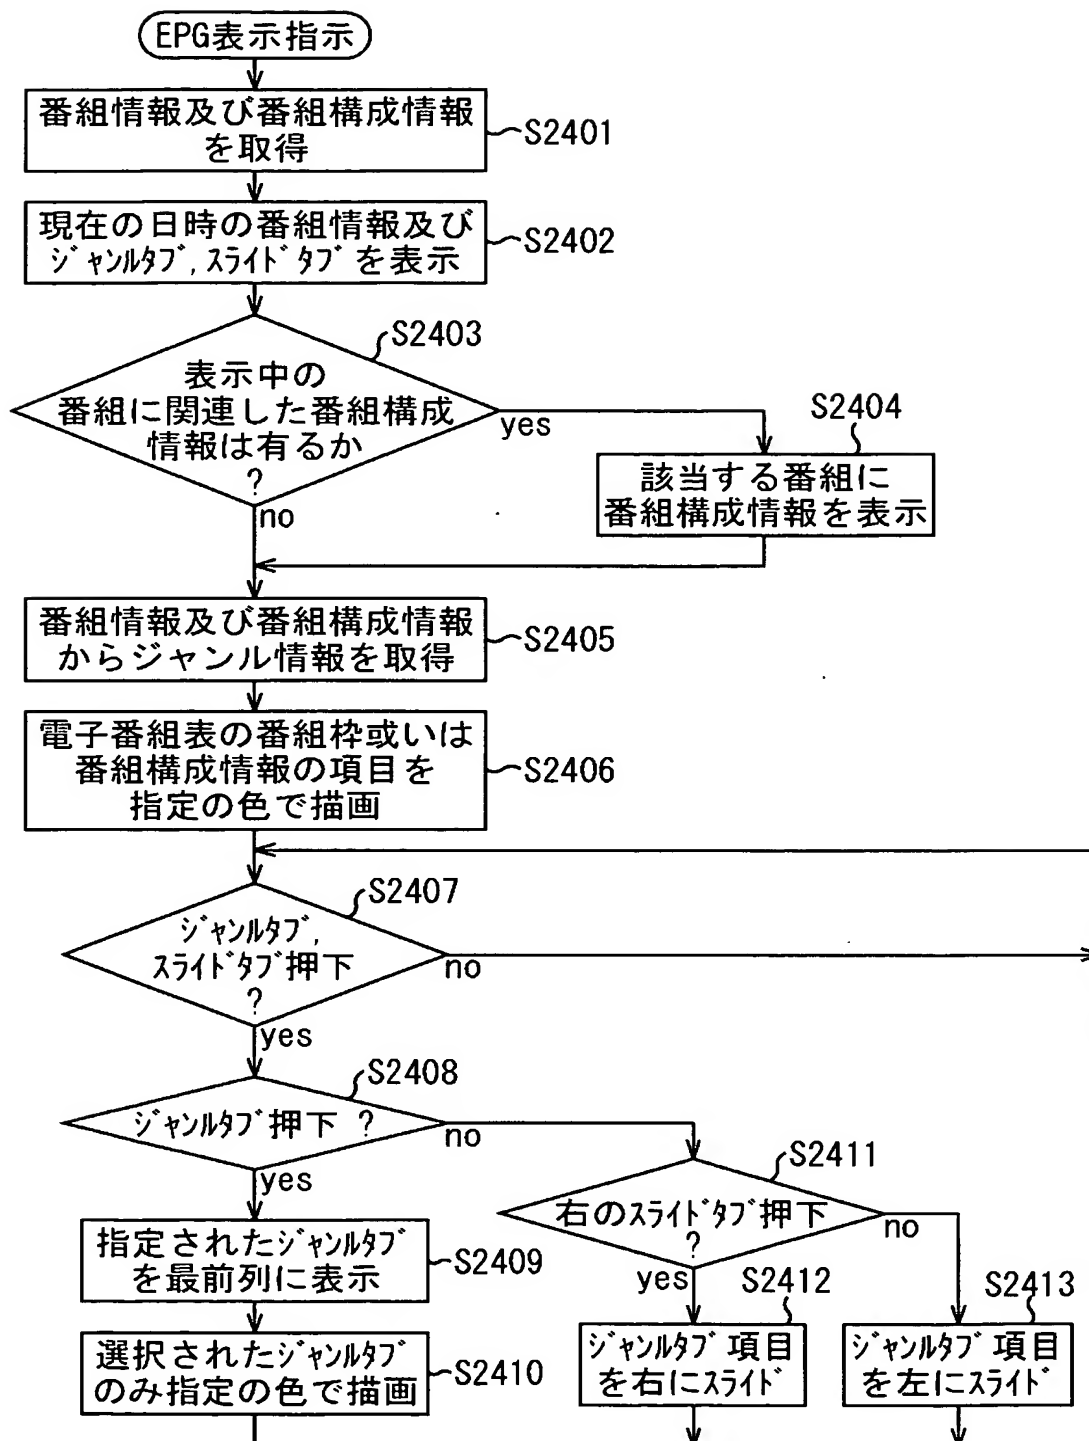 EPG表示指示
番組情報及び番組構成情報
を取得
S2401
現在の日時の番組情報及び
ｼﾞｬﾝﾙﾀﾌﾞ,ｽﾗｲﾄﾞﾀﾌﾞを表示
S2402
S2403
表示中の
番組に関連した番組構成
情報は有るか
?
yes
no
S2404
該当する番組に
番組構成情報を表示
番組情報及び番組構成情報
からジャンル情報を取得
S2405
電子番組表の番組枠或いは
番組構成情報の項目を
指定の色で描画
S2406
S2407
ｼﾞｬﾝﾙﾀﾌﾞ,
ｽﾗｲﾄﾞﾀﾌﾞ押下
?
no
yes
S2408
ｼﾞｬﾝﾙﾀﾌﾞ押下 ?
no
yes
S2411
右のｽﾗｲﾄﾞﾀﾌﾞ押下
?
no
yes
指定されたｼﾞｬﾝﾙﾀﾌﾞ
を最前列に表示
S2409
S2412
S2413
選択されたｼﾞｬﾝﾙﾀﾌﾞ
のみ指定の色で描画
S2410
ｼﾞｬﾝﾙﾀﾌﾞ項目
を右にｽﾗｲﾄﾞ
ｼﾞｬﾝﾙﾀﾌﾞ項目
を左にｽﾗｲﾄﾞ